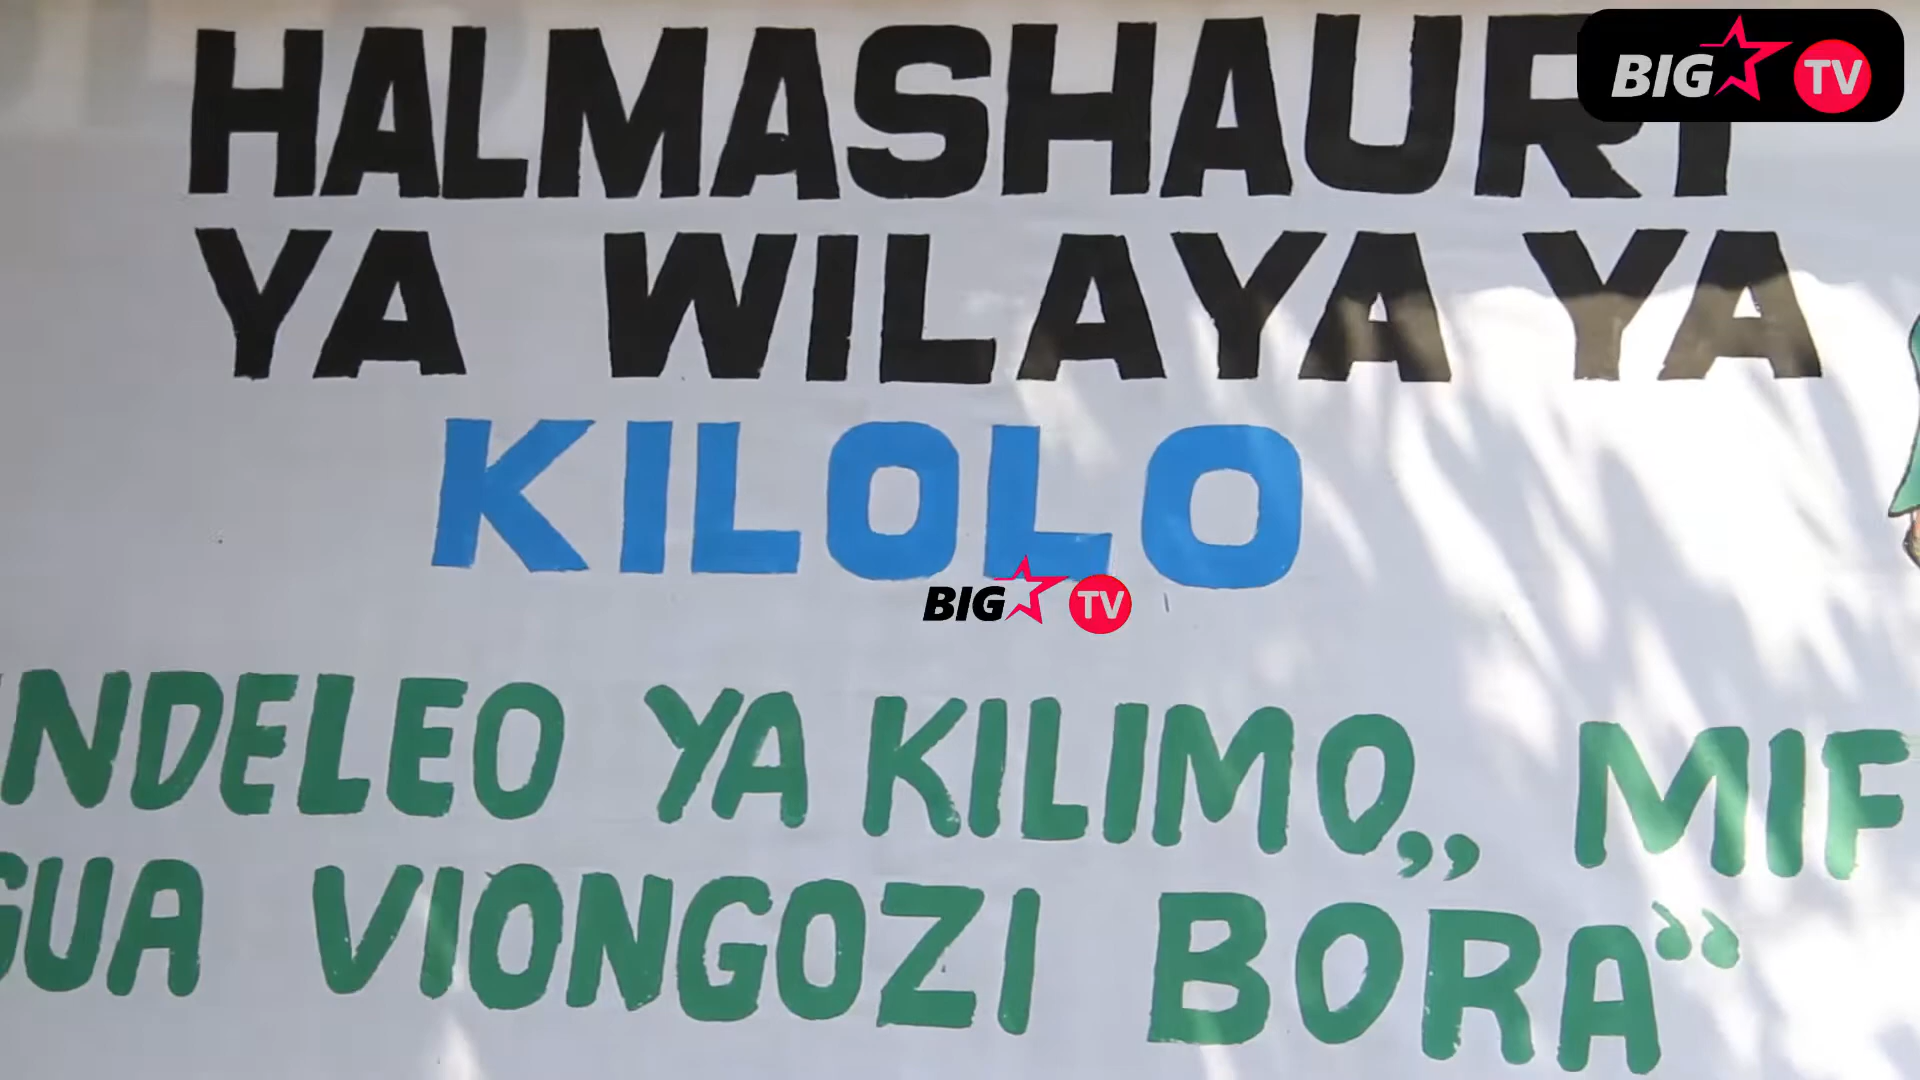 HALMASHAURI
BIG TV
YA WILAYA YA
KILOLO
BIG TV
NDELEO YA KILIMO,, MIF
GUA VIONGOZI BORA“